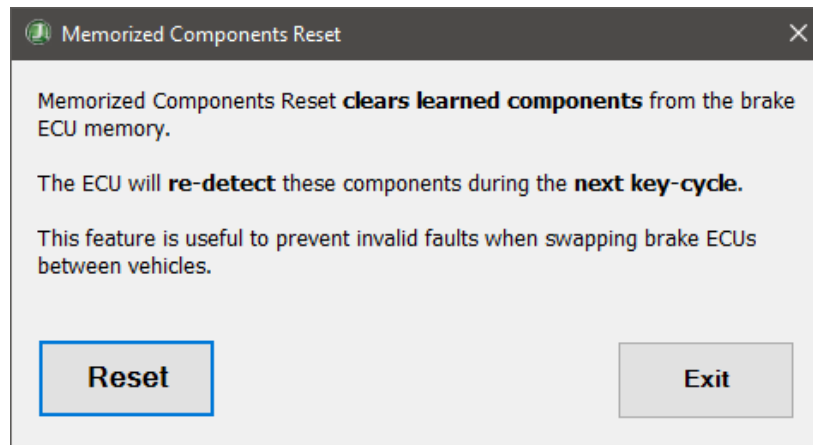 Memorized Components Reset
Memorized Components Reset clears learned components from the brake
ECU memory.
The ECU will re-detect these components during the next key-cycle.
This feature is useful to prevent invalid faults when swapping brake ECUs
between vehicles.
Reset
Exit